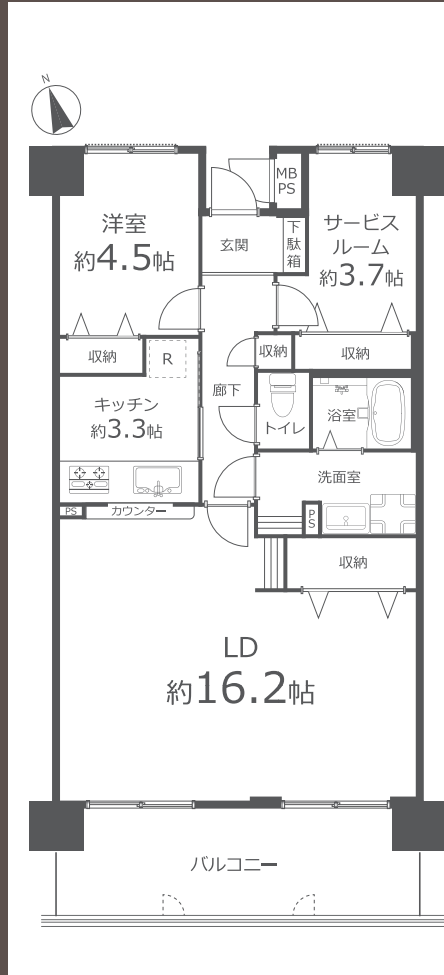 N
MB
PS
洋室
約4.5帖
玄関
下駄箱
サービス
ルーム
約3.7帖
収納
R
収納
収納
キッチン
約3.3帖
廊下
トイレ
浴室
洗面室
PS
カウンター
PS
収納
LD
約16.2帖
バルコニー